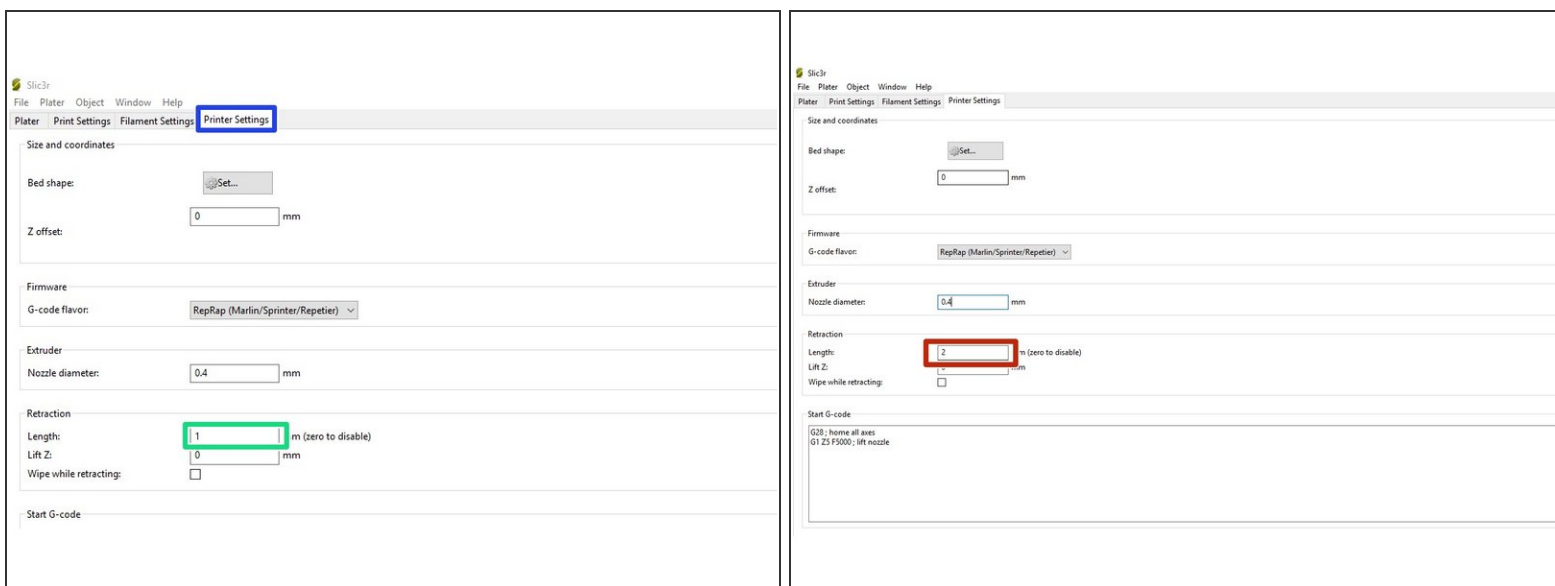 Slic3r
File Plater Object Window Help
Plater Print Settings Filament Settings Printer Settings
Size and coordinates
Bed shape: Set...
0 mm
Z offset:
Firmware
G-code flavor: RepRap (Marlin/Sprinter/Repetier)
Extruder
Nozzle diameter: 0.4 mm
Retraction
Length: 1 m (zero to disable)
Lift Z: 0 mm
Wipe while retracting:
Start G-code
Slic3r
File Plater Object Window Help
Plater Print Settings Filament Settings Printer Settings
Size and coordinates
Bed shape: Set...
0 mm
Z offset:
Firmware
G-code flavor: RepRap (Marlin/Sprinter/Repetier)
Extruder
Nozzle diameter: 0.4 mm
Retraction
Length: 2 m (zero to disable)
Lift Z:
Wipe while retracting:
Start G-code
G28 ; home all axes
G1 Z5 F5000 ; lift nozzle